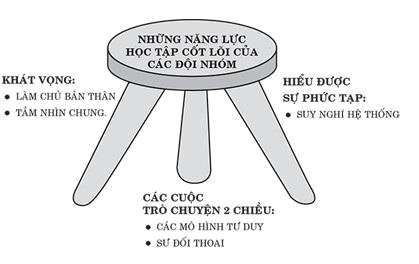 NHỮNG NĂNG LỰC
HỌC TẬP CỐT LÕI CỦA
CÁC ĐỘI NHÓM
KHÁT VỌNG:
• LÀM CHỦ BẢN THÂN
• TẦM NHÌN CHUNG.
HIỂU ĐƯỢC
SỰ PHỨC TẠP:
• SUY NGHĨ HỆ THỐNG
CÁC CUỘC
TRÒ CHUYỆN 2 CHIỀU:
• CÁC MÔ HÌNH TƯ DUY
• SƯ ĐỐI THOẠI